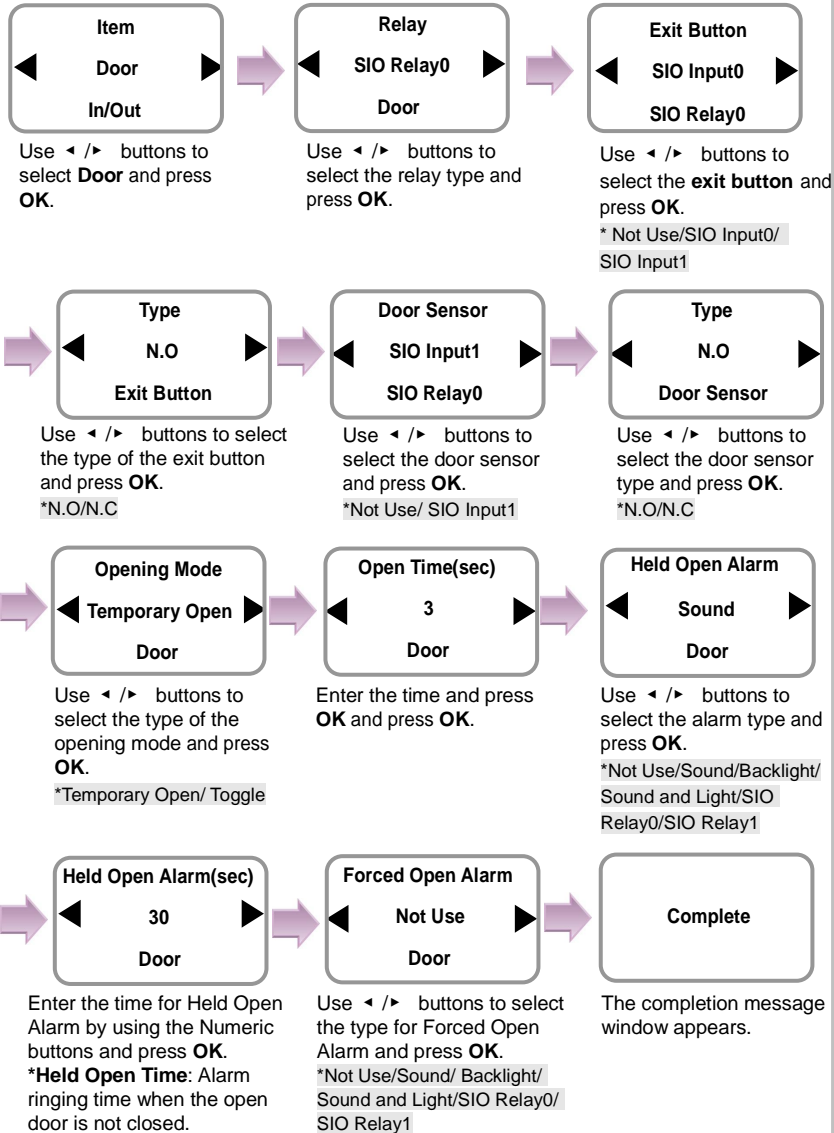 Item
Door
In/Out
Use ◂ /▸ buttons to
select Door and press
OK.
Relay
SIO Relay0
Door
Use ◂ /▸ buttons to
select the relay type and
press OK.
Exit Button
SIO Input0
SIO Relay0
Use ◂ /▸ buttons to
select the exit button and
press OK.
* Not Use/SIO Input0/
SIO Input1
Type
N.O
Exit Button
Use ◂ /▸ buttons to select
the type of the exit button
and press OK.
*N.O/N.C
Door Sensor
SIO Input1
SIO Relay0
Use ◂ /▸ buttons to
select the door sensor
and press OK.
*Not Use/ SIO Input1
Type
N.O
Door Sensor
Use ◂ /▸ buttons to
select the door sensor
type and press OK.
*N.O/N.C
Opening Mode
Temporary Open
Door
Use ◂ /▸ buttons to
select the type of the
opening mode and press
OK.
*Temporary Open/ Toggle
Open Time(sec)
3
Door
Enter the time and press
OK and press OK.
Held Open Alarm
Sound
Door
Use ◂ /▸ buttons to
select the alarm type and
press OK.
*Not Use/Sound/Backlight/
Sound and Light/SIO
Relay0/SIO Relay1
Held Open Alarm(sec)
30
Door
Enter the time for Held Open
Alarm by using the Numeric
buttons and press OK.
*Held Open Time: Alarm
ringing time when the open
door is not closed.
Forced Open Alarm
Not Use
Door
Use ◂ /▸ buttons to select
the type for Forced Open
Alarm and press OK.
*Not Use/Sound/ Backlight/
Sound and Light/SIO Relay0/
SIO Relay1
Complete
The completion message
window appears.